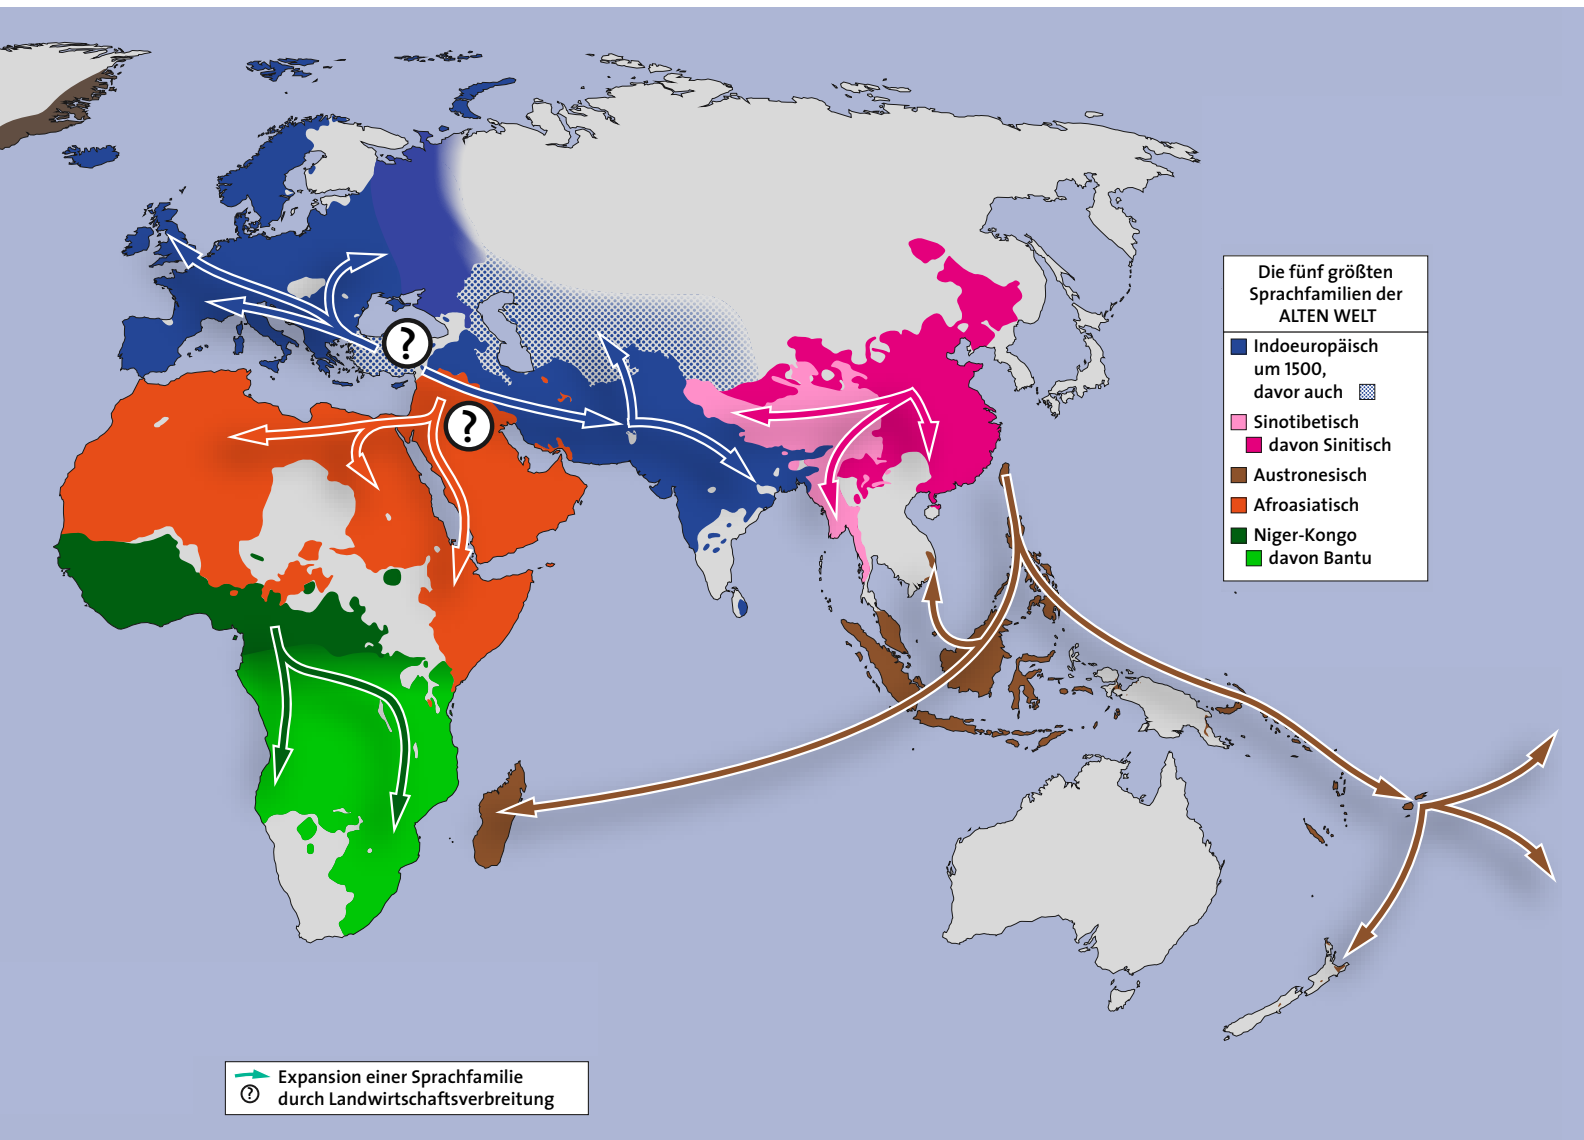 ?
?
Die fünf größten
Sprachfamilien der
ALTEN WELT
Indoeuropäisch
um 1500,
davor auch
Sinotibetisch
davon Sinitisch
Austronesisch
Afroasiatisch
Niger-Kongo
davon Bantu
Expansion einer Sprachfamilie
? durch Landwirtschaftsverbreitung